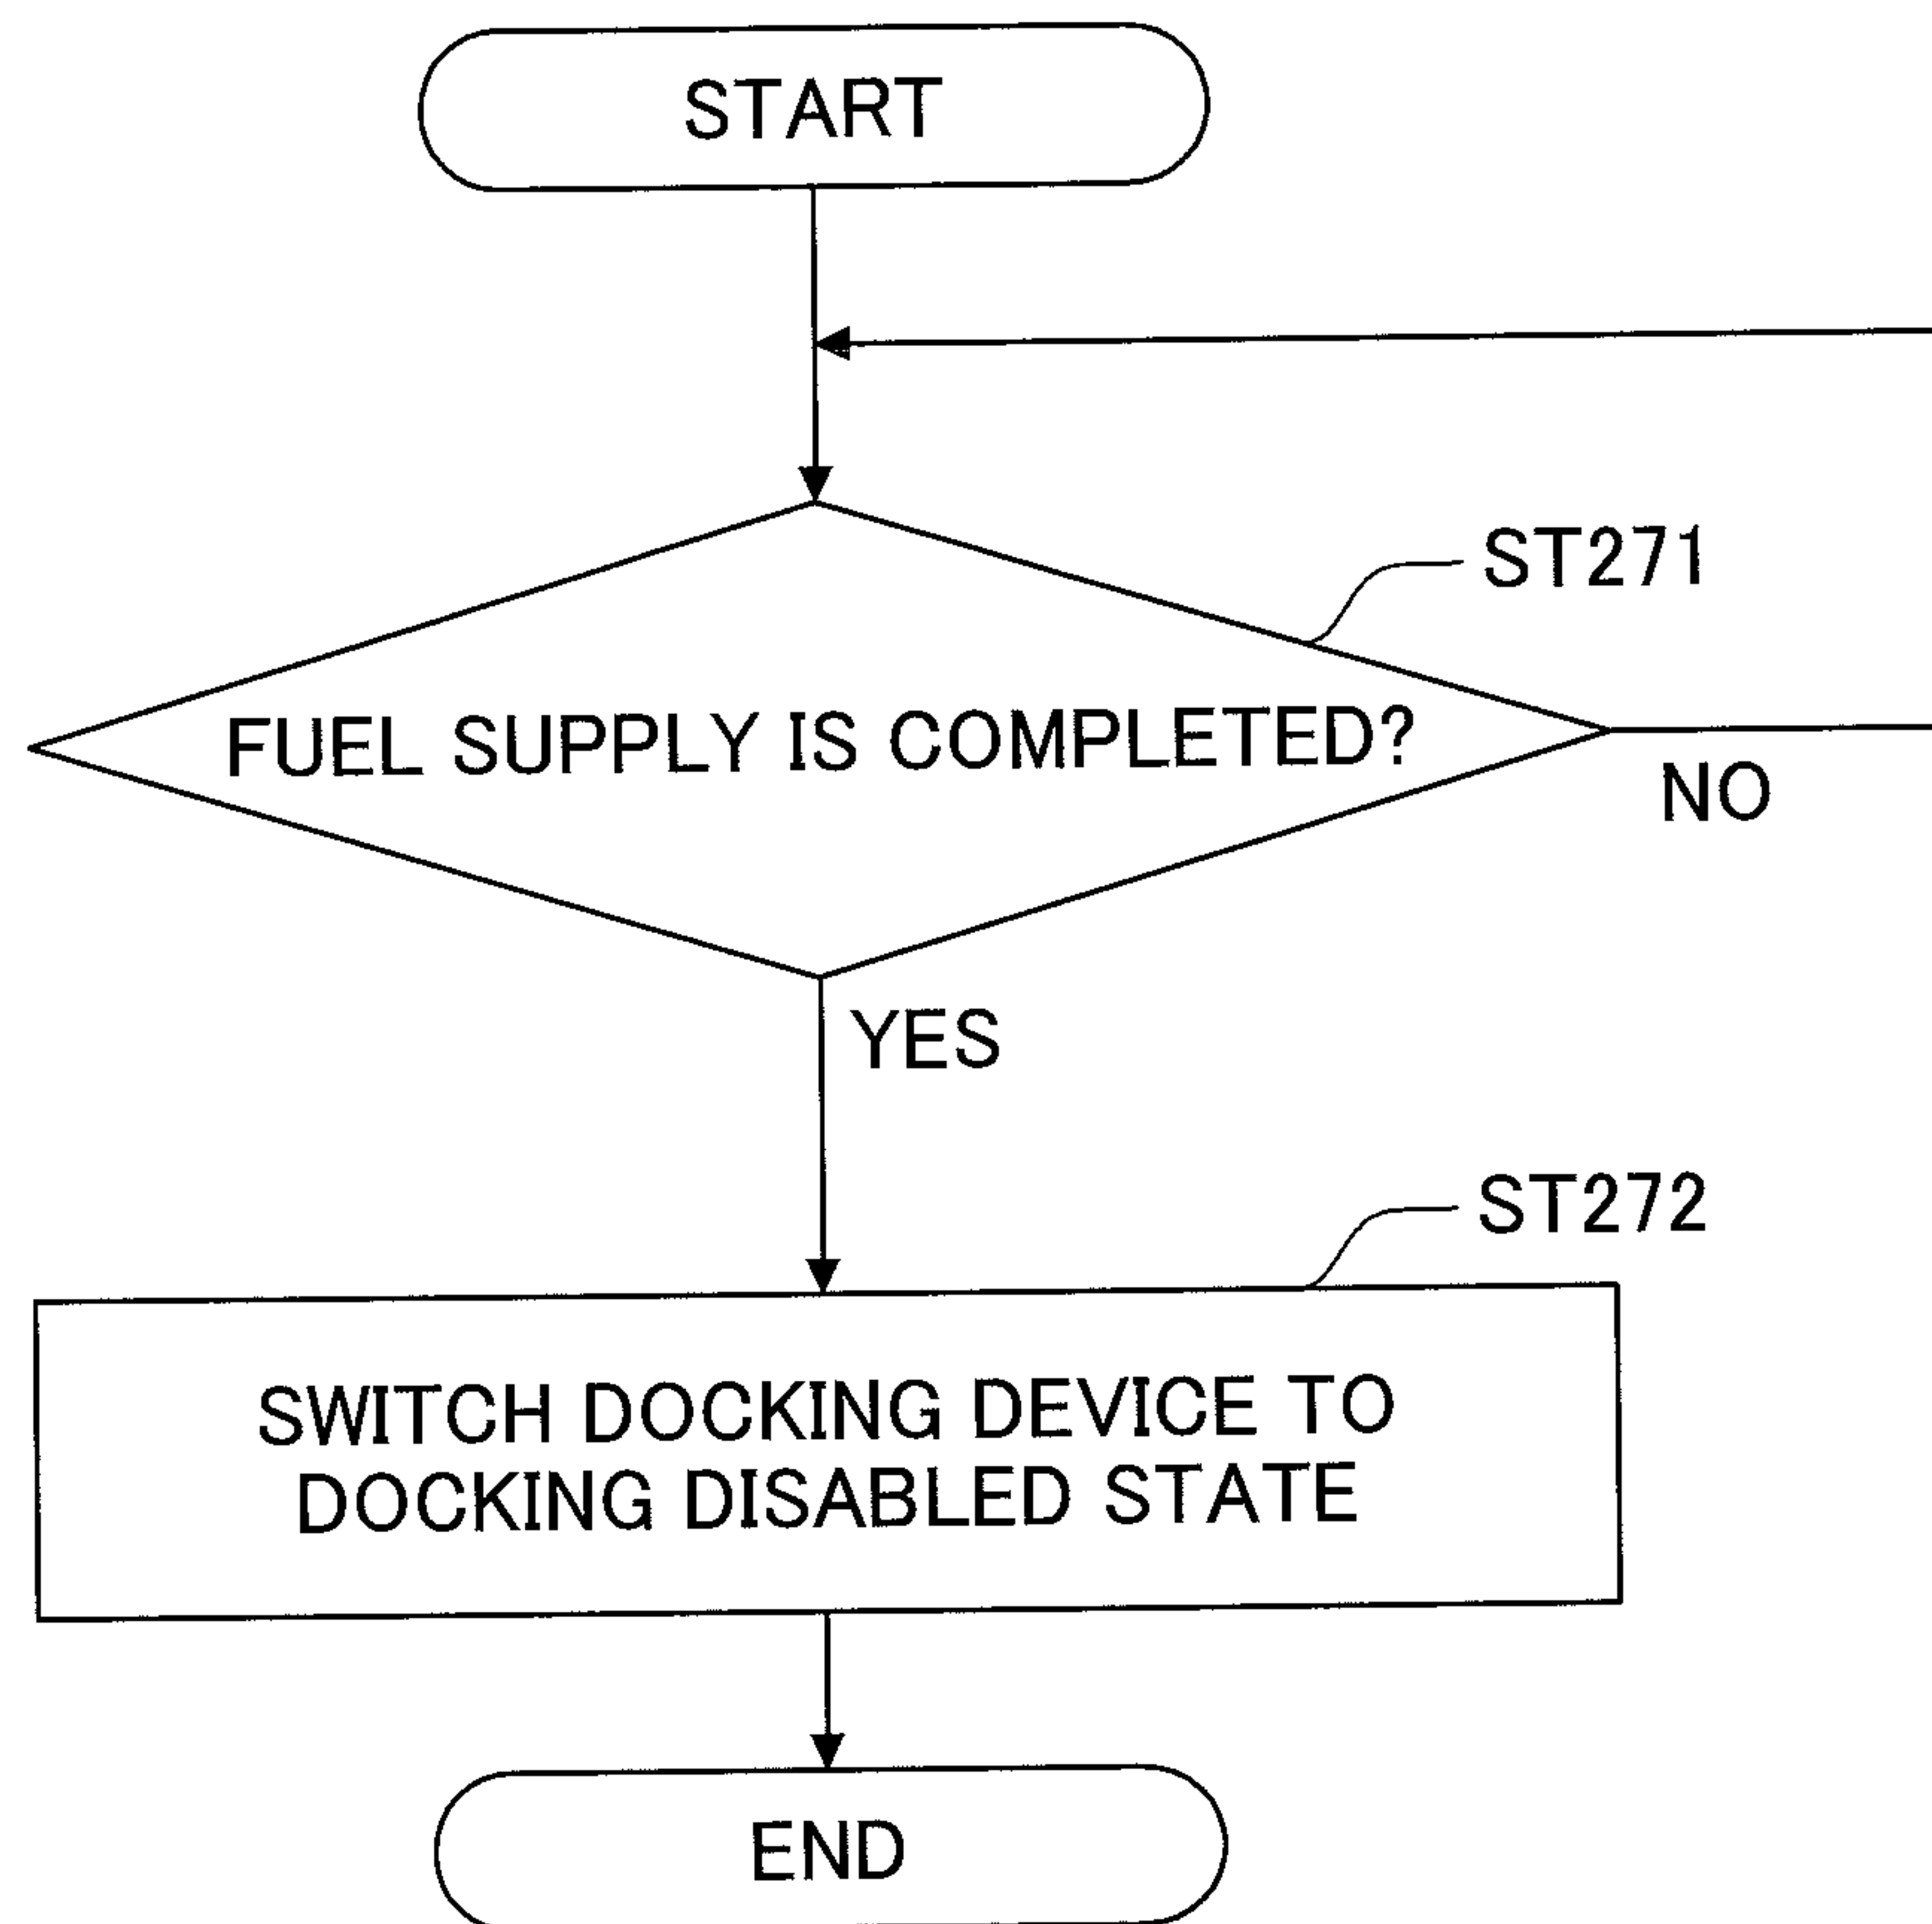 START
ST271
FUEL SUPPLY IS COMPLETED?
NO
YES
ST272
SWITCH DOCKING DEVICE TO
DOCKING DISABLED STATE
END